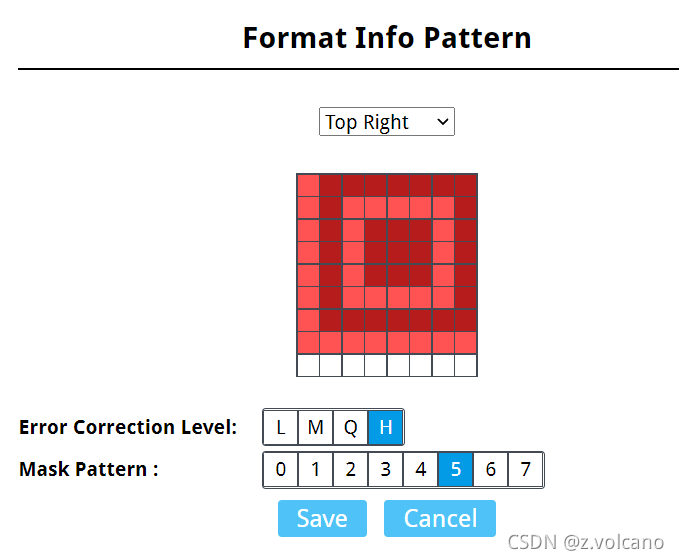 Format Info Pattern
Top Right
Error Correction Level: L M Q H
Mask Pattern : 0 1 2 3 4 5 6 7
Save Cancel
CSDN @z.volcano